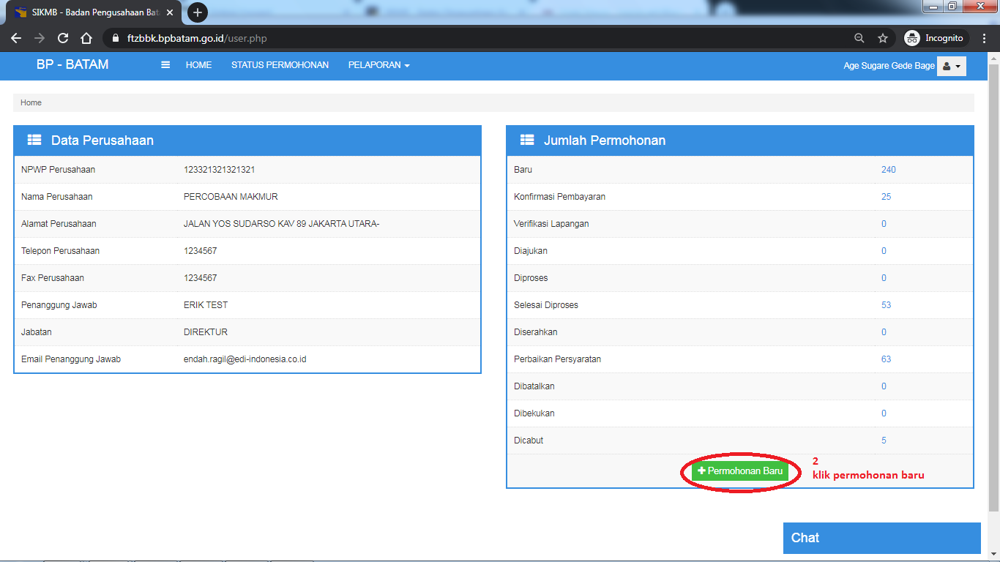 SIKMB - Badan Pengusahaan Bat
ftzbbk.bpbatam.go.id/user.php
Incognito
BP - BATAM
HOME
STATUS PERMOHONAN
PELAPORAN
Age Sugare Gede Bage
Home
Data Perusahaan
NPWP Perusahaan 123321321321321
Nama Perusahaan PERCOBAAN MAKMUR
Alamat Perusahaan JALAN YOS SUDARSO KAV 89 JAKARTA UTARA-
Telepon Perusahaan 1234567
Fax Perusahaan 1234567
Penanggung Jawab ERIK TEST
Jabatan DIREKTUR
Email Penanggung Jawab endah.ragil@edi-indonesia.co.id
Jumlah Permohonan
Baru 240
Konfirmasi Pembayaran 25
Verifikasi Lapangan 0
Diajukan 0
Diproses 0
Selesai Diproses 53
Diserahkan 0
Perbaikan Persyaratan 63
Dibatalkan 0
Dibekukan 0
Dicabut 5
+ Permohonan Baru
2
klik permohonan baru
Chat